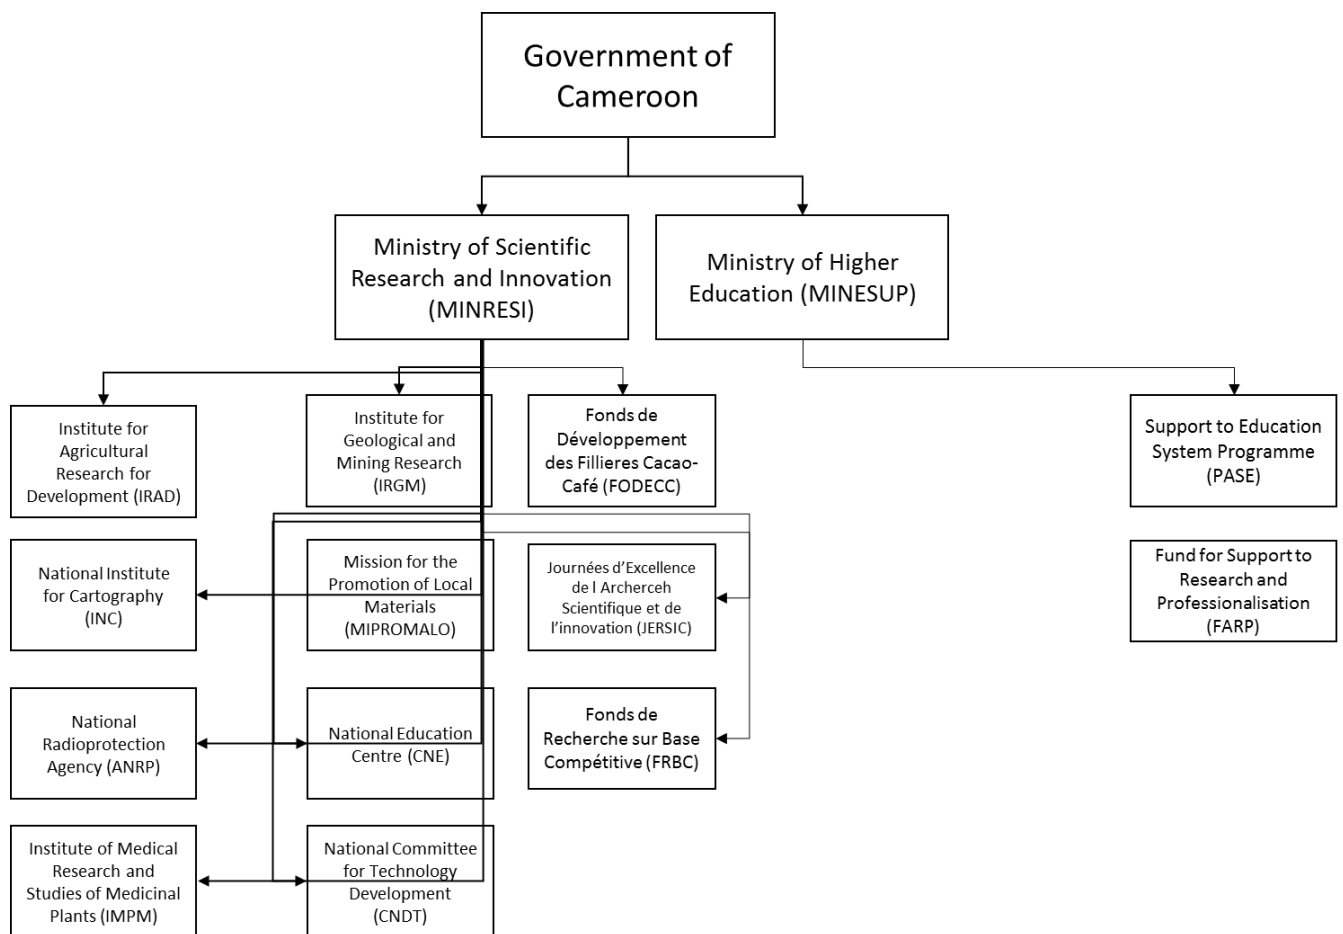 Government of
Cameroon
Ministry of Scientific
Research and Innovation
(MINRESI)
Ministry of Higher
Education (MINESUP)
Institute for
Agricultural
Research for
Development (IRAD)
Institute for
Geological and
Mining Research
(IRGM)
Fonds de
Développement
des Fillieres Cacao-
Café (FODECC)
Support to Education
System Programme
(PASE)
National Institute
for Cartography
(INC)
Mission for the
Promotion of Local
Materials
(MIPROMALO)
Journées d’Excellence
de l Archerceh
Scientifique et de
l’innovation (JERSIC)
Fund for Support to
Research and
Professionalisation
(FARP)
National
Radioprotection
Agency (ANRP)
National Education
Centre (CNE)
Fonds de
Recherche sur Base
Compétitive (FRBC)
Institute of Medical
Research and
Studies of Medicinal
Plants (IMPM)
National Committee
for Technology
Development
(CNDT)